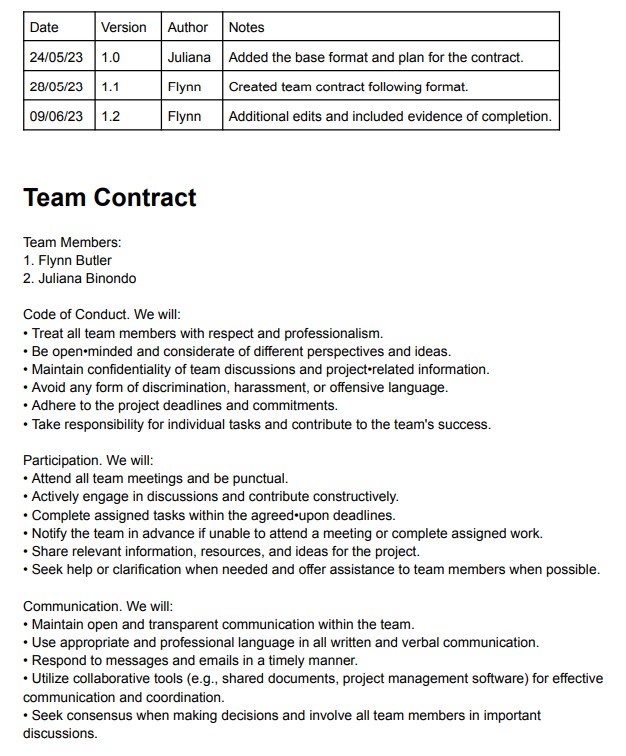 Date Version Author Notes
24/05/23 1.0 Juliana Added the base format and plan for the contract.
28/05/23 1.1 Flynn Created team contract following format.
09/06/23 1.2 Flynn Additional edits and included evidence of completion.
Team Contract
Team Members:
1. Flynn Butler
2. Juliana Binondo
Code of Conduct. We will:
• Treat all team members with respect and professionalism.
• Be open•minded and considerate of different perspectives and ideas.
• Maintain confidentiality of team discussions and project•related information.
• Avoid any form of discrimination, harassment, or offensive language.
• Adhere to the project deadlines and commitments.
• Take responsibility for individual tasks and contribute to the team's success.
Participation. We will:
• Attend all team meetings and be punctual.
• Actively engage in discussions and contribute constructively.
• Complete assigned tasks within the agreed•upon deadlines.
• Notify the team in advance if unable to attend a meeting or complete assigned work.
• Share relevant information, resources, and ideas for the project.
• Seek help or clarification when needed and offer assistance to team members when possible.
Communication. We will:
• Maintain open and transparent communication within the team.
• Use appropriate and professional language in all written and verbal communication.
• Respond to messages and emails in a timely manner.
• Utilize collaborative tools (e.g., shared documents, project management software) for effective
communication and coordination.
• Seek consensus when making decisions and involve all team members in important
discussions.